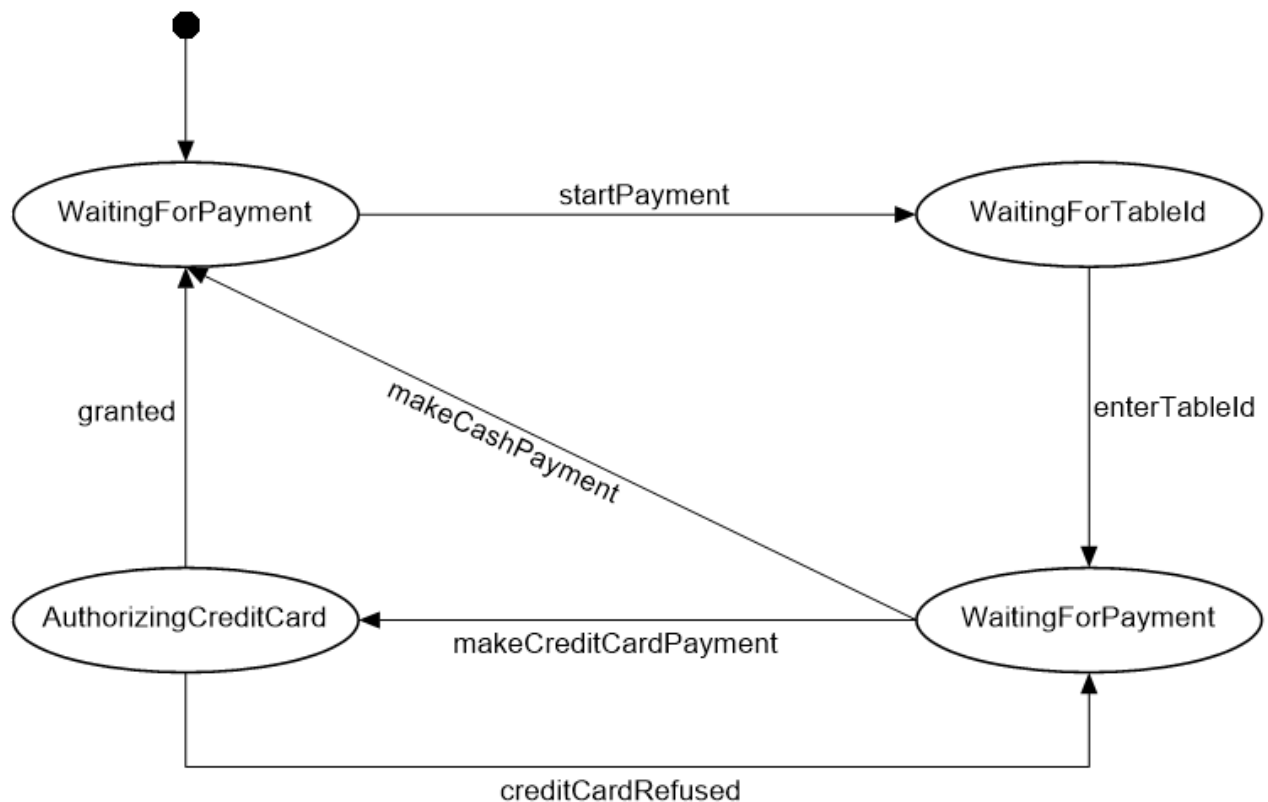 WaitingForPayment
startPayment
WaitingForTableId
granted
makeCashPayment
enterTableId
AuthorizingCreditCard
makeCreditCardPayment
WaitingForPayment
creditCardRefused